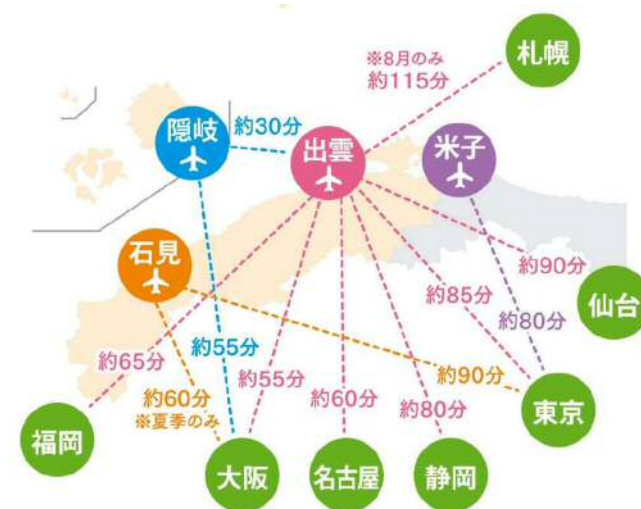 札幌
※8月のみ
約115分
隠岐
約30分
出雲
米子
石見
約90分
仙台
約85分
約80分
約65分
約55分
約90分
約60分
※夏季のみ
約55分
約60分
約80分
東京
福岡
大阪
名古屋
静岡